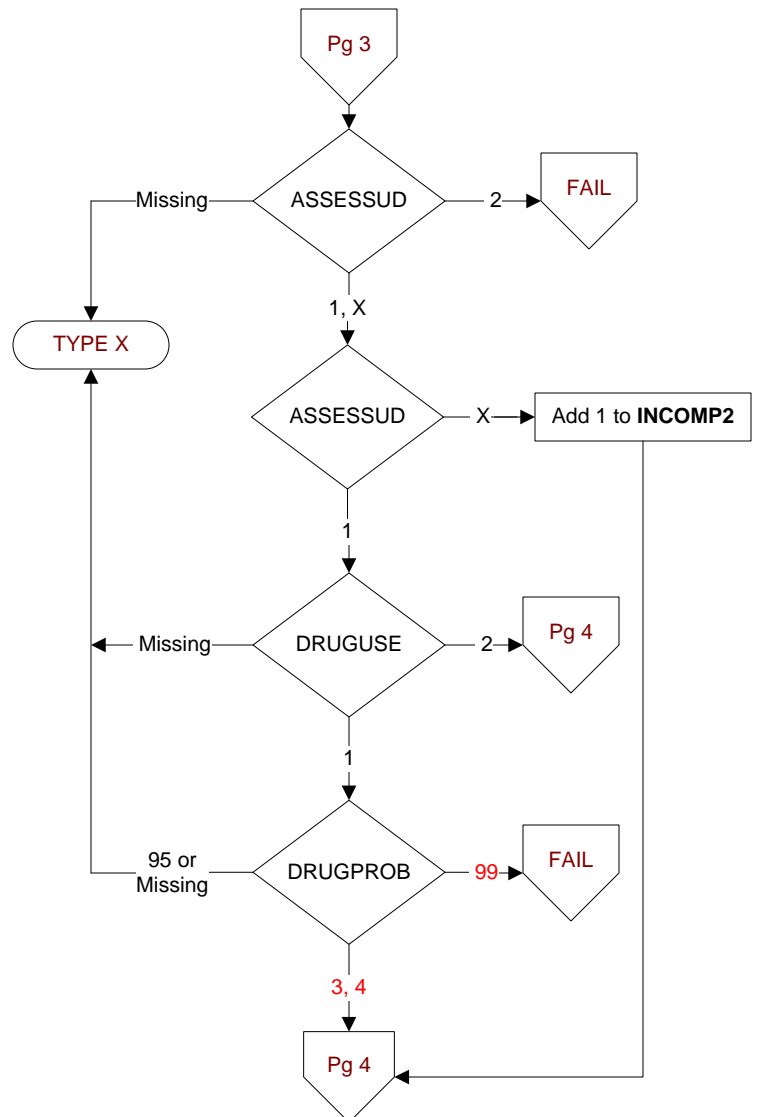 Pg 3
Missing
ASSESSUD
2
FAIL
1, X
TYPE X
ASSESSUD
X
Add 1 to INCOMP2
1
Missing
DRUGUSE
2
Pg 4
1
95 or
Missing
DRUGPROB
99
FAIL
3, 4
Pg 4